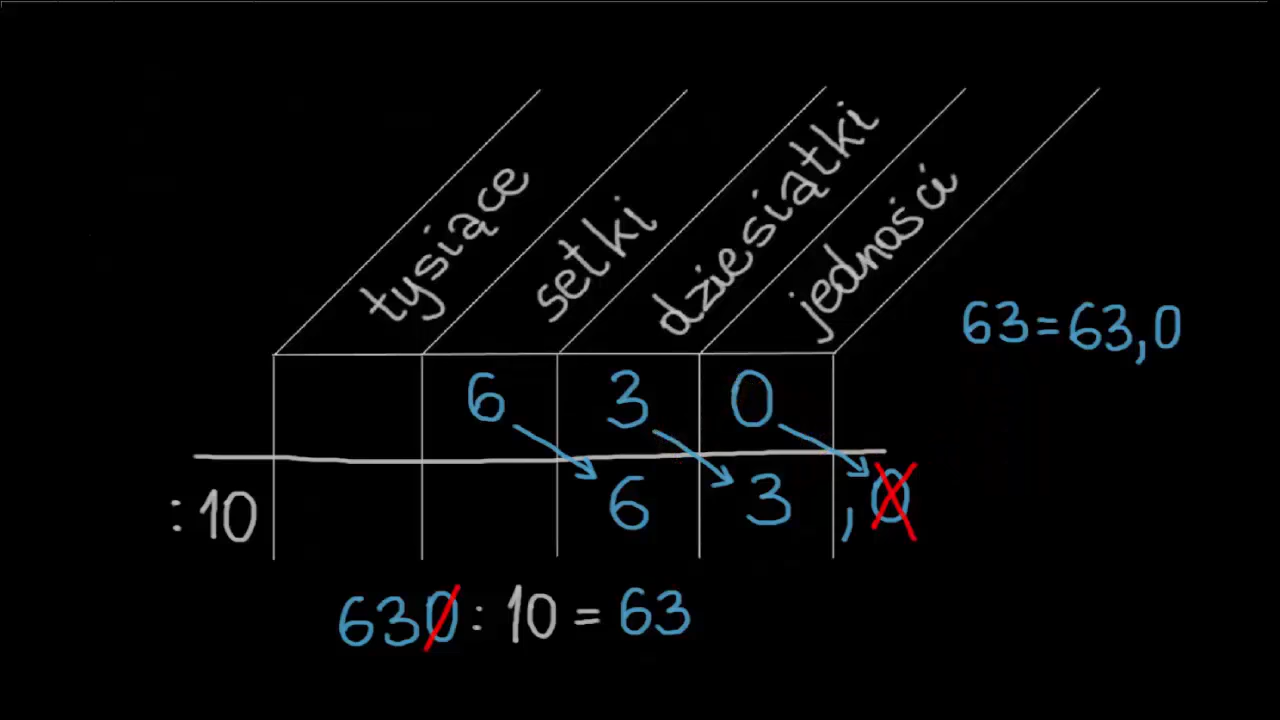 tysiące setki dziesiątki jedności
63=63,0
6 3 0
:10 6 3 ,0
630 : 10 = 63